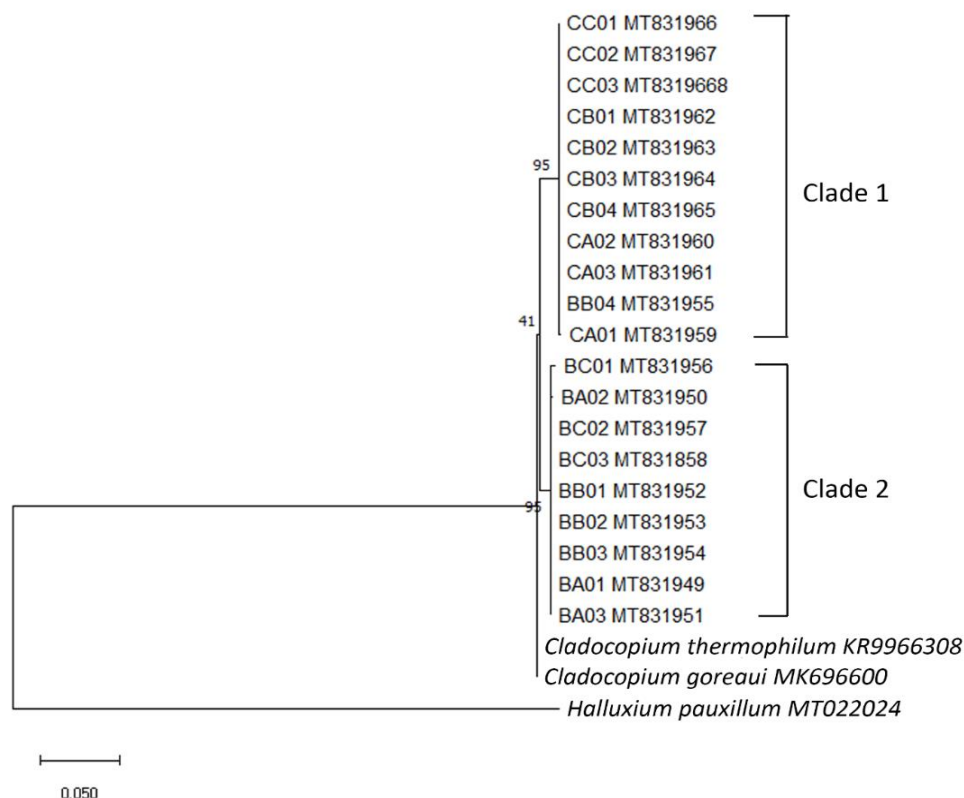 CC01 MT831966
CC02 MT831967
CC03 MT8319668
CB01 MT831962
CB02 MT831963
95
CB03 MT831964
Clade 1
CB04 MT831965
CA02 MT831960
CA03 MT831961
BB04 MT831955
41
CA01 MT831959
BC01 MT831956
BA02 MT831950
BC02 MT831957
BC03 MT831858
BB01 MT831952
Clade 2
95
BB02 MT831953
BB03 MT831954
BA01 MT831949
BA03 MT831951
Cladocopium thermophilum KR9966308
Cladocopium goreaui MK696600
Halluxium pauxillum MT022024
0.050